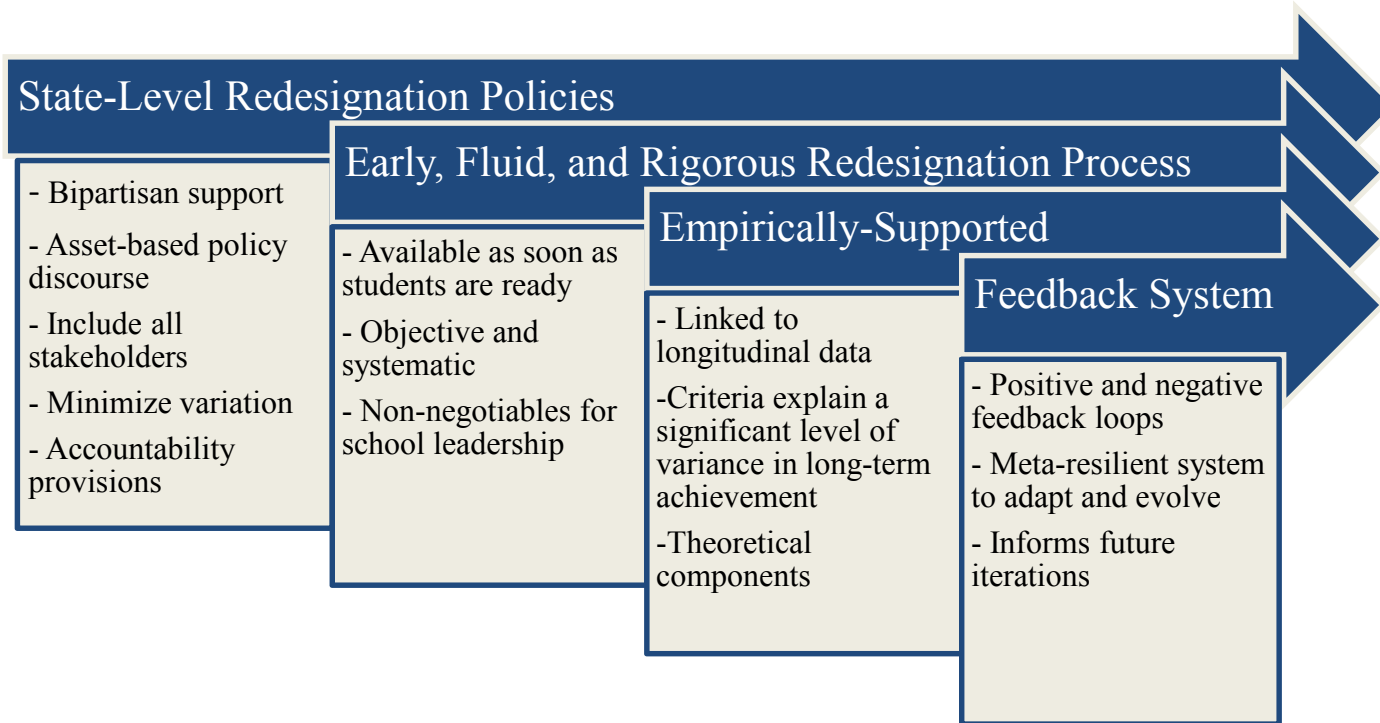 State-Level Redesignation Policies
- Bipartisan support
- Asset-based policy
discourse
- Include all
stakeholders
- Minimize variation
- Accountability
provisions
Early, Fluid, and Rigorous Redesignation Process
- Available as soon as
students are ready
- Objective and
systematic
- Non-negotiables for
school leadership
Empirically-Supported
- Linked to
longitudinal data
-Criteria explain a
significant level of
variance in long-term
achievement
-Theoretical
components
Feedback System
- Positive and negative
feedback loops
- Meta-resilient system
to adapt and evolve
- Informs future
iterations